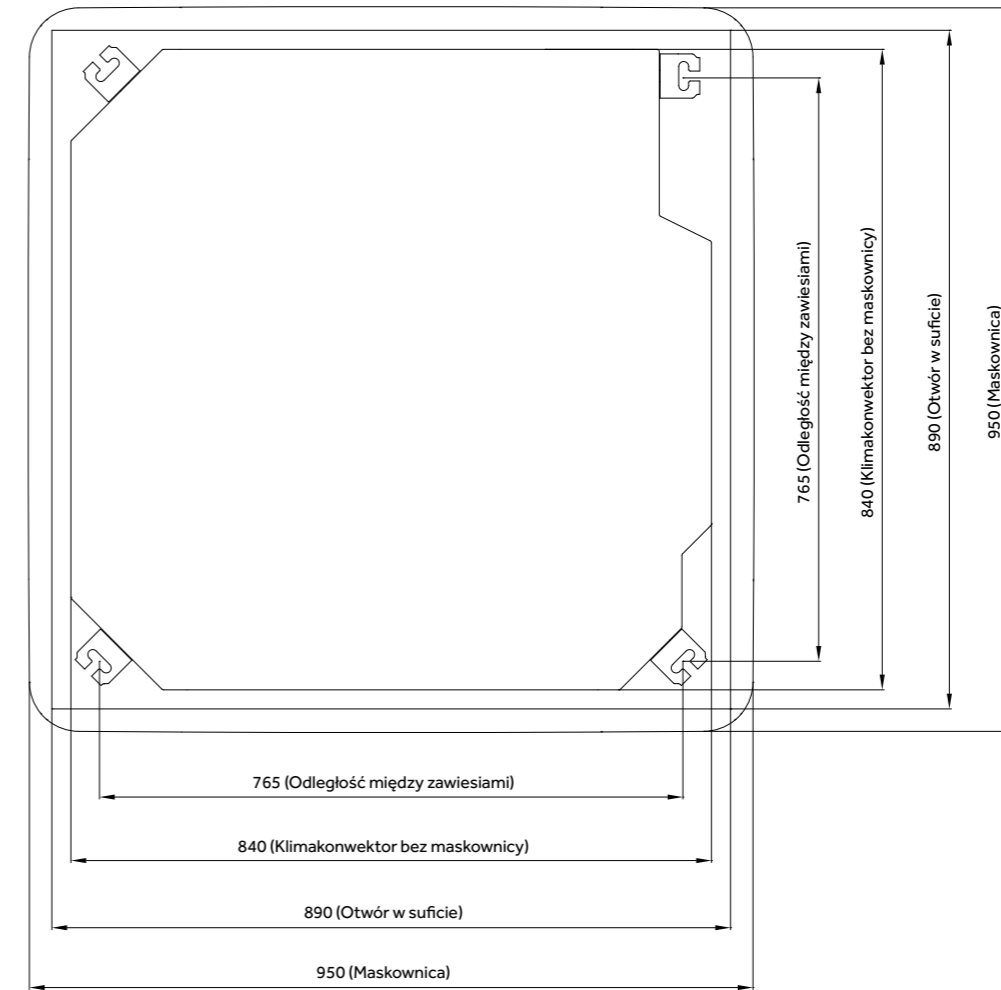 765 (Odległość między zawiesiami)
840 (Klimakonwektor bez maskownicy)
890 (Otwór w suficie)
950 (Maskownica)
765 (Odległość między zawiesiami)
840 (Klimakonwektor bez maskownicy)
890 (Otwór w suficie)
950 (Maskownica)